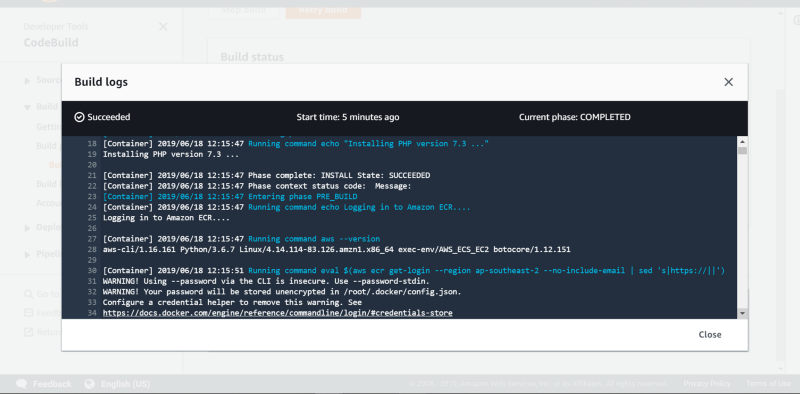 Retry build
Developer Tools
CodeBuild
Build status
Build logs
Succeeded
Start time: 5 minutes ago
Current phase: COMPLETED
18 [Container] 2019/06/18 12:15:47 Running command echo "Installing PHP version 7.3 ..."
19 Installing PHP version 7.3 ...
20
21 [Container] 2019/06/18 12:15:47 Phase complete: INSTALL State: SUCCEEDED
22 [Container] 2019/06/18 12:15:47 Phase context status code: Message:
23 [Container] 2019/06/18 12:15:47 Entering phase PRE_BUILD
24 [Container] 2019/06/18 12:15:47 Running command echo Logging in to Amazon ECR....
25 Logging in to Amazon ECR....
26
27 [Container] 2019/06/18 12:15:47 Running command aws --version
28 aws-cli/1.16.161 Python/3.6.7 Linux/4.14.114-83.126.amzn1.x86_64 exec-env/AWS_ECS_EC2 botocore/1.12.151
29
30 [Container] 2019/06/18 12:15:51 Running command eval $(aws ecr get-login --region ap-southeast-2 --no-include-email | sed 's|https://||')
31 WARNING! Using --password via the CLI is insecure. Use --password-stdin.
32 WARNING! Your password will be stored unencrypted in /root/.docker/config.json.
33 Configure a credential helper to remove this warning. See
34 https://docs.docker.com/engine/reference/commandline/login/#credentials-store
Close
Feedback
English (US)
Privacy Policy
Terms of Use